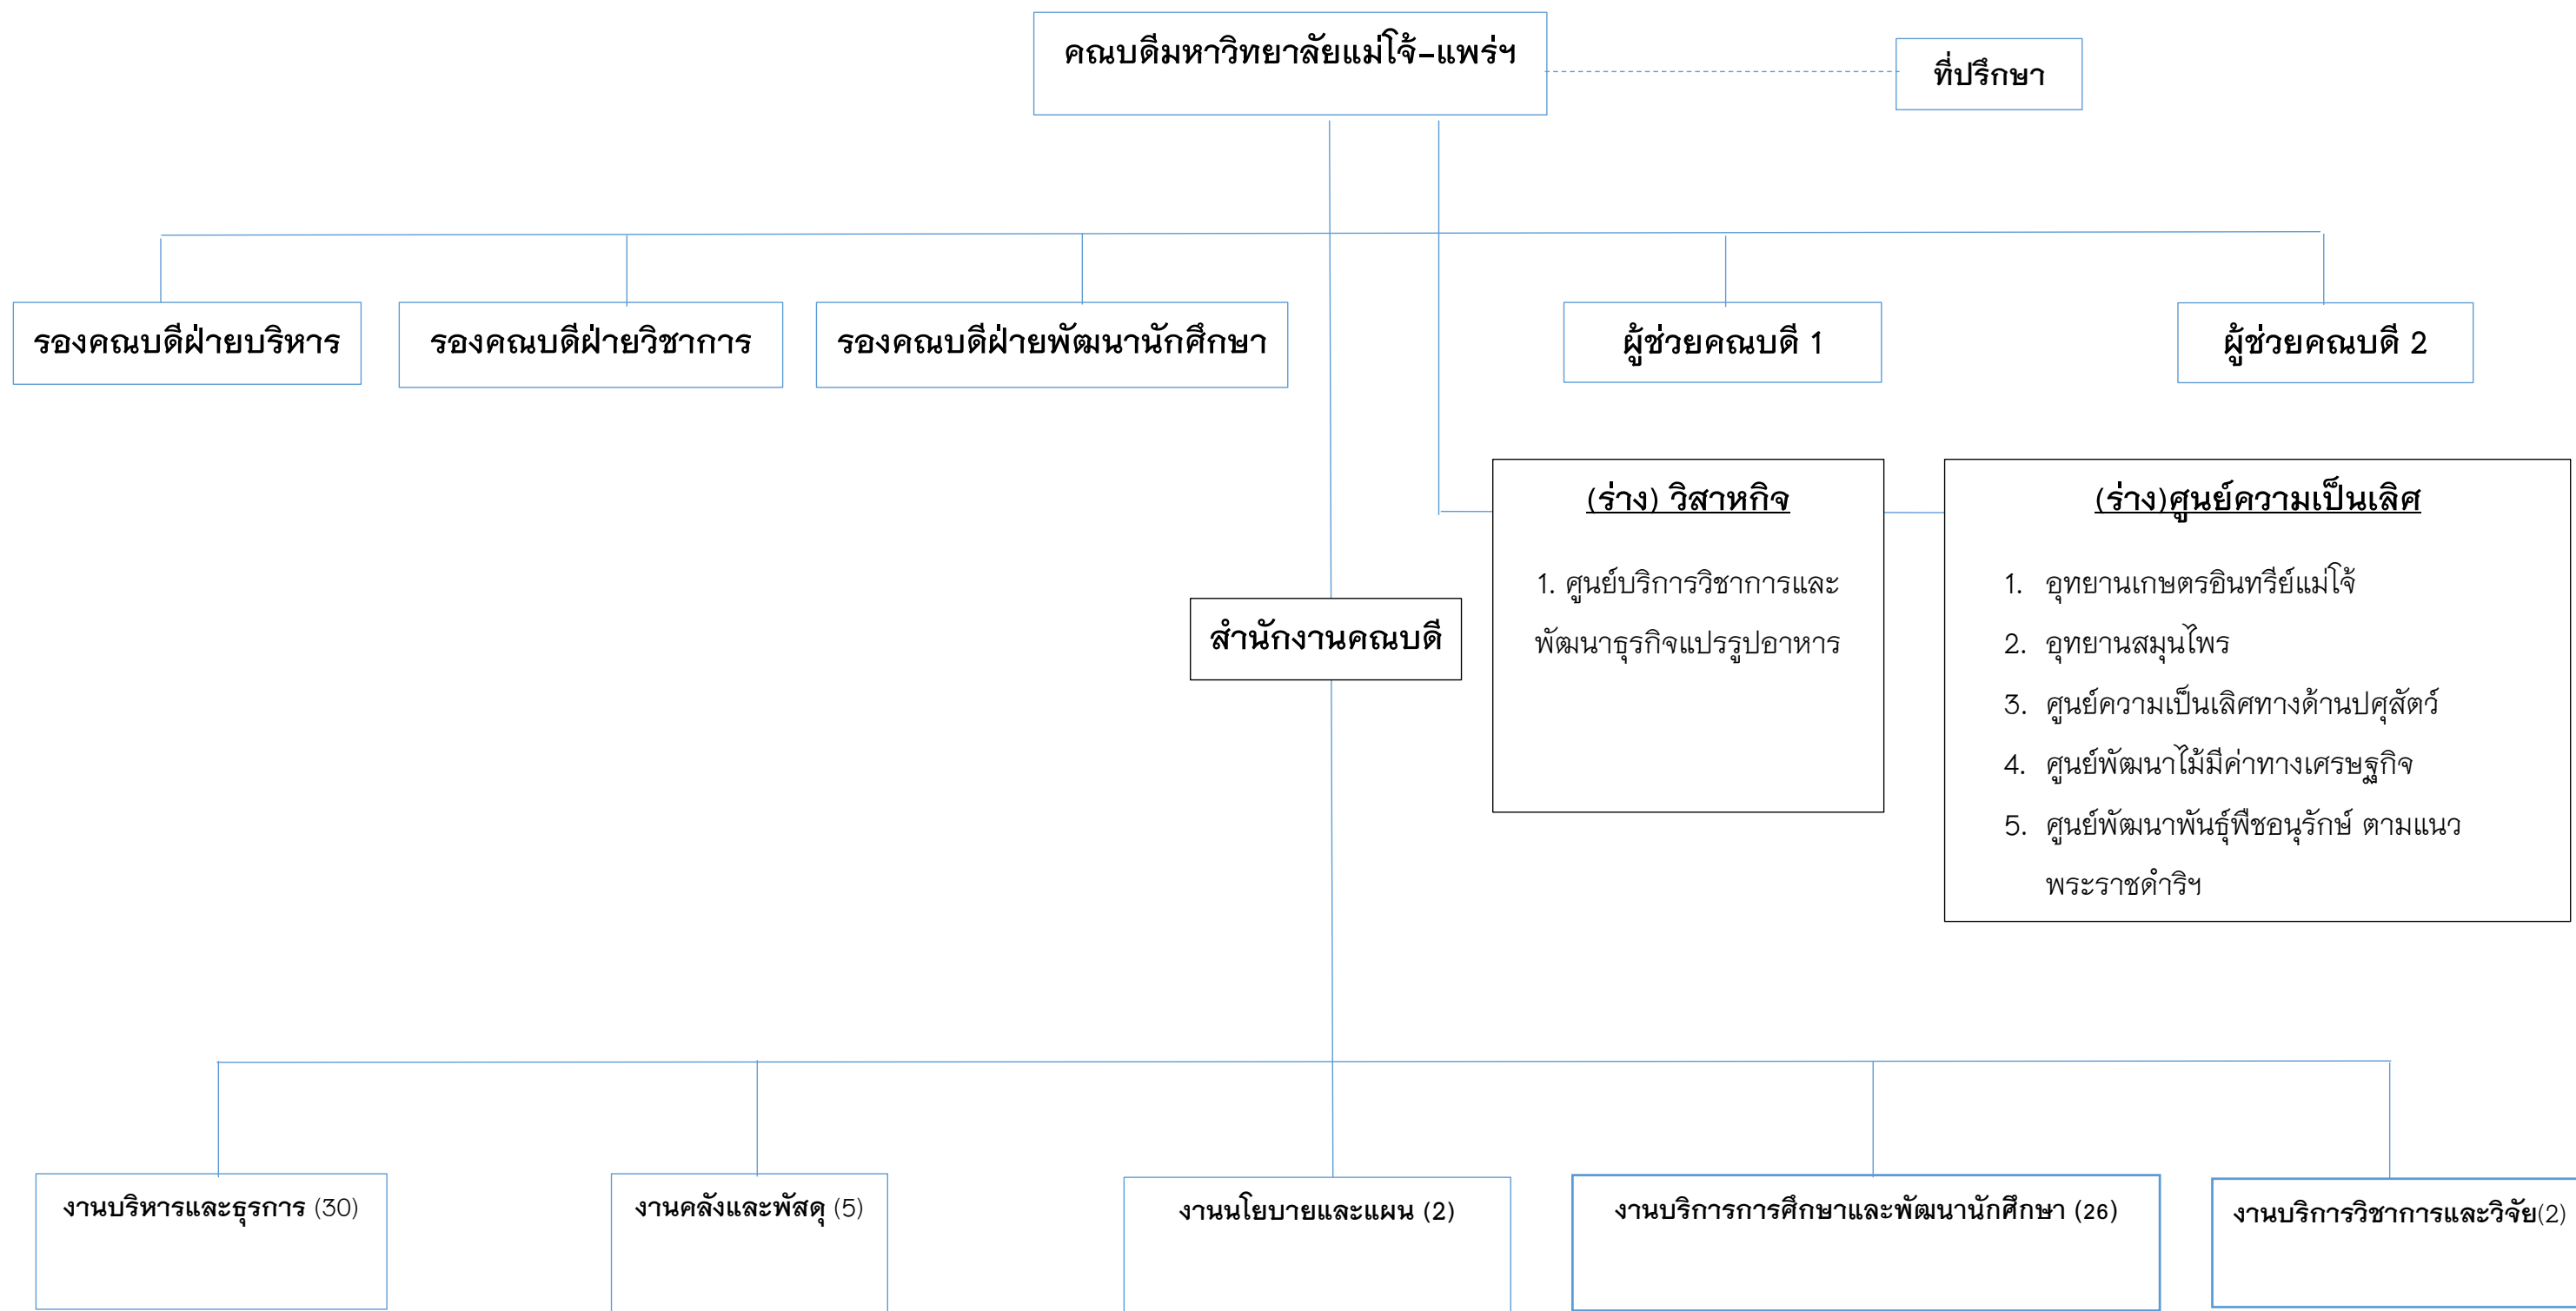 คณบดีมหาวิทยาลัยแม่โจ้-แพร่ฯ
ที่ปรึกษา
รองคณบดีฝ่ายบริหาร
รองคณบดีฝ่ายวิชาการ
รองคณบดีฝ่ายพัฒนานักศึกษา
ผู้ช่วยคณบดี 1
ผู้ช่วยคณบดี 2
สำนักงานคณบดี
(ร่าง) วิสาหกิจ
1. ศูนย์บริการวิชาการและ
พัฒนาธุรกิจแปรรูปอาหาร
(ร่าง)ศูนย์ความเป็นเลิศ
1. อุทยานเกษตรอินทรีย์แม่โจ้
2. อุทยานสมุนไพร
3. ศูนย์ความเป็นเลิศทางด้านปศุสัตว์
4. ศูนย์พัฒนาไม้มีค่าทางเศรษฐกิจ
5. ศูนย์พัฒนาพันธุ์พืชอนุรักษ์ ตามแนว
พระราชดำริฯ
งานบริหารและธุรการ (30)
งานคลังและพัสดุ (5)
งานนโยบายและแผน (2)
งานบริการการศึกษาและพัฒนานักศึกษา (26)
งานบริการวิชาการและวิจัย(2)